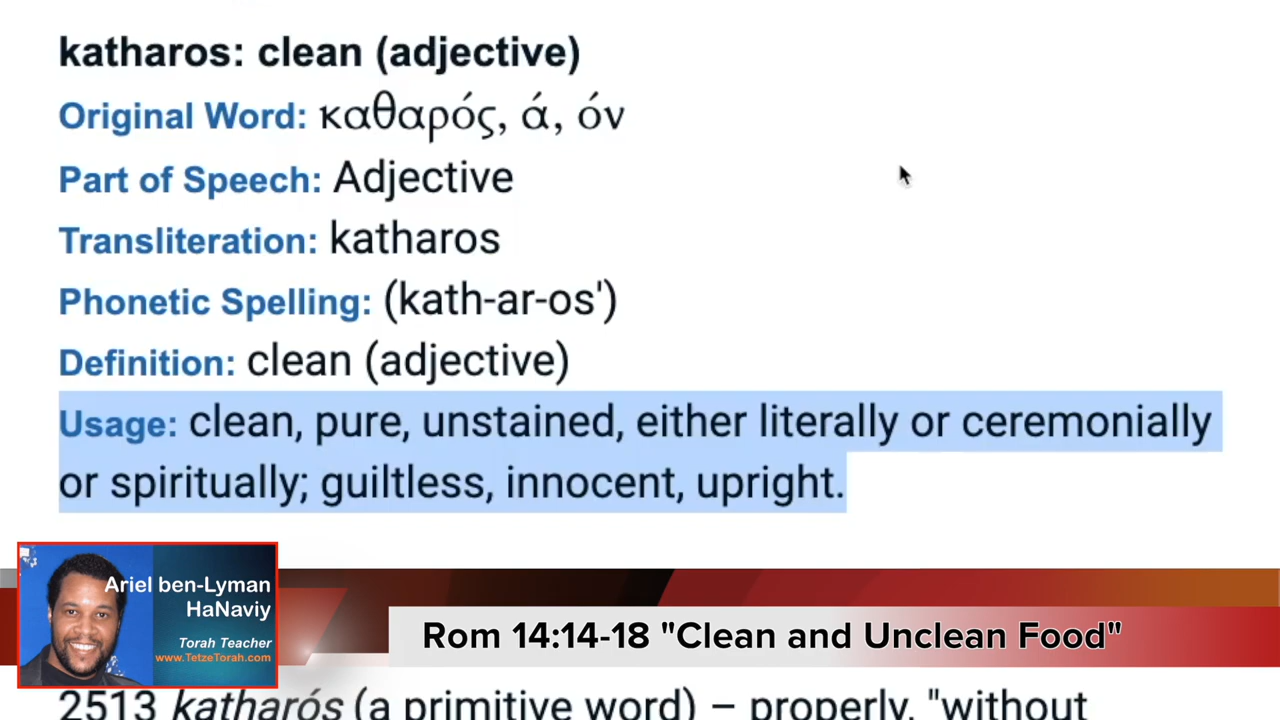 katharos: clean (adjective)
Original Word: καθαρός, ά, όν
Part of Speech: Adjective
Transliteration: katharos
Phonetic Spelling: (kath-ar-os')
Definition: clean (adjective)
Usage: clean, pure, unstained, either literally or ceremonially
or spiritually; guiltless, innocent, upright.
Ariel ben-Lyman
HaNaviy
Torah Teacher
www.TetzeTorah.com
Rom 14:14-18 "Clean and Unclean Food"
2513 katharós (a primitive word) – properly, "without